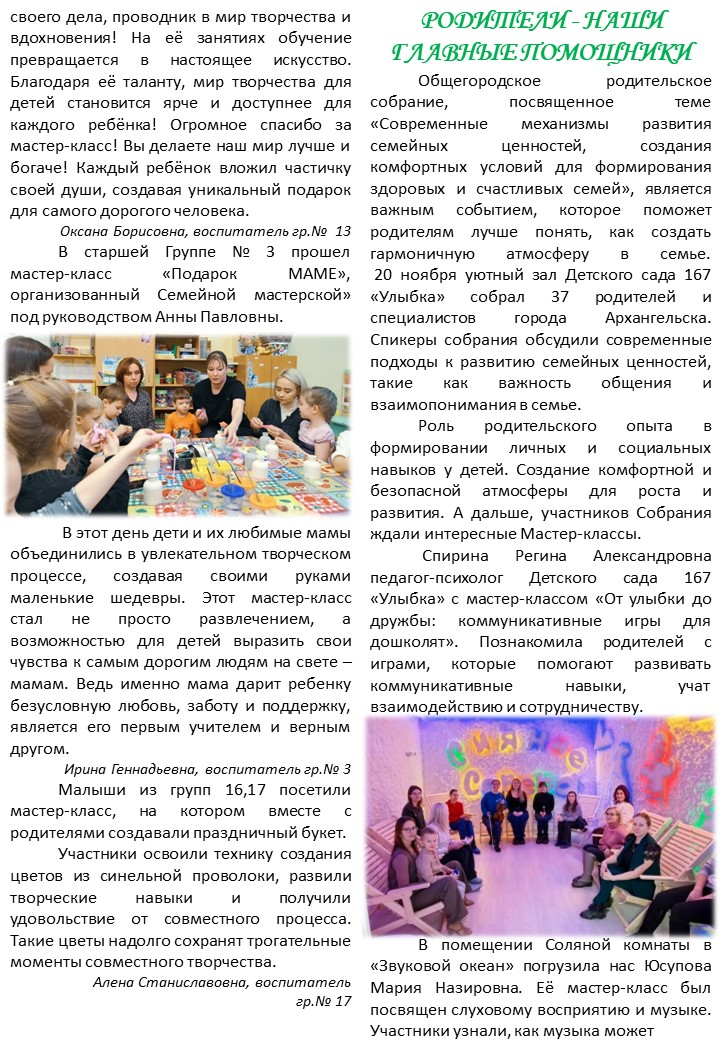 своего дела, проводник в мир творчества и
вдохновения! На её занятиях обучение
превращается в настоящее искусство.
Благодаря её таланту, мир творчества для
детей становится ярче и доступнее для
каждого ребёнка! Огромное спасибо за
мастер-класс! Вы делаете наш мир лучше и
богаче! Каждый ребёнок вложил частичку
своей души, создавая уникальный подарок
для самого дорогого человека.
Оксана Борисовна, воспитатель гр.№ 13
В старшей Группе № 3 прошел
мастер-класс «Подарок МАМЕ»,
организованный Семейной мастерской»
под руководством Анны Павловны.
В этот день дети и их любимые мамы
объединились в увлекательном творческом
процессе, создавая своими руками
маленькие шедевры. Этот мастер-класс
стал не просто развлечением, а
возможностью для детей выразить свои
чувства к самым дорогим людям на свете –
мамам. Ведь именно мама дарит ребенку
безусловную любовь, заботу и поддержку,
является его первым учителем и верным
другом.
Ирина Геннадьевна, воспитатель гр.№ 3
Малыши из групп 16,17 посетили
мастер-класс, на котором вместе с
родителями создавали праздничный букет.
Участники освоили технику создания
цветов из синельной проволоки, развили
творческие навыки и получили
удовольствие от совместного процесса.
Такие цветы надолго сохранят трогательные
моменты совместного творчества.
Алена Станиславовна, воспитатель
гр.№ 17
РОДИТЕЛИ – НАШИ
ГЛАВНЫЕ ПОМОЩНИКИ
Общегородское родительское
собрание, посвященное теме
«Современные механизмы развития
семейных ценностей, создания
комфортных условий для формирования
здоровых и счастливых семей», является
важным событием, которое поможет
родителям лучше понять, как создать
гармоничную атмосферу в семье.
20 ноября уютный зал Детского сада 167
«Улыбка» собрал 37 родителей и
специалистов города Архангельска.
Спикеры собрания обсудили современные
подходы к развитию семейных ценностей,
такие как важность общения и
взаимопонимания в семье.
Роль родительского опыта в
формировании личных и социальных
навыков у детей. Создание комфортной и
безопасной атмосферы для роста и
развития. А дальше, участников Собрания
ждали интересные Мастер-классы.
Спирина Регина Александровна
педагог-психолог Детского сада 167
«Улыбка» с мастер-классом «От улыбки до
дружбы: коммуникативные игры для
дошколят». Познакомила родителей с
играми, которые помогают развивать
коммуникативные навыки, учат
взаимодействию и сотрудничеству.
В помещении Соляной комнаты в
«Звуковой океан» погрузила нас Юсупова
Мария Назировна. Её мастер-класс был
посвящен слуховому восприятию и музыке.
Участники узнали, как музыка может